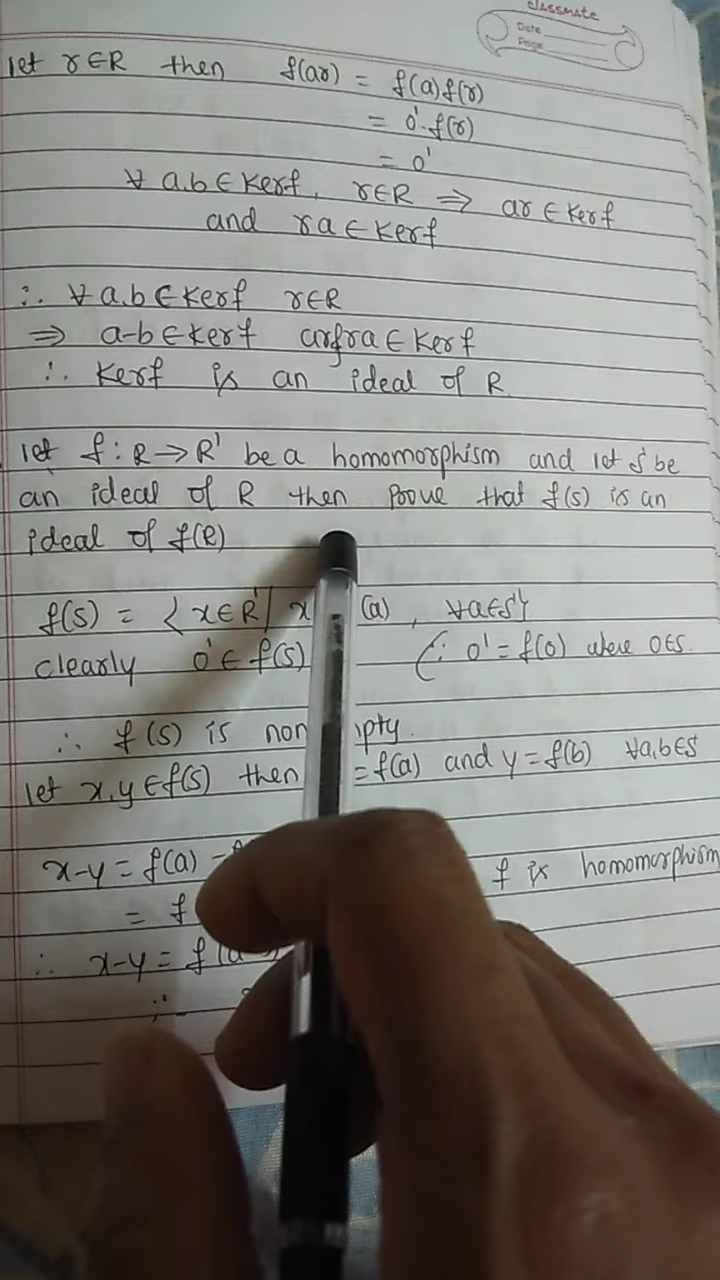 classmate
Date
Page
let r∈R then f(ar) = f(a)f(r)
= 0'·f(r)
= 0'
∀ a,b ∈ Kerf, r∈R ⇒ ar ∈ Kerf
and ra ∈ Kerf
∴ ∀ a,b ∈ Kerf r∈R
⇒ a-b ∈ Kerf ar, ra ∈ Kerf
∴ Kerf is an ideal of R
let f : R → R' be a homomorphism and let S be
an ideal of R then prove that f(s) is an
ideal of f(R)
f(s) = {x∈R'/ x (a), ∀a∈S}
clearly 0' ∈ f(s) (∵ 0' = f(0) where 0∈S.
∴ f(s) is non pty.
let x,y ∈ f(s) then = f(a) and y = f(b) ∀a,b∈S
x-y = f(a) - f is homomorphism
= f
∴ x-y = f(a
∴